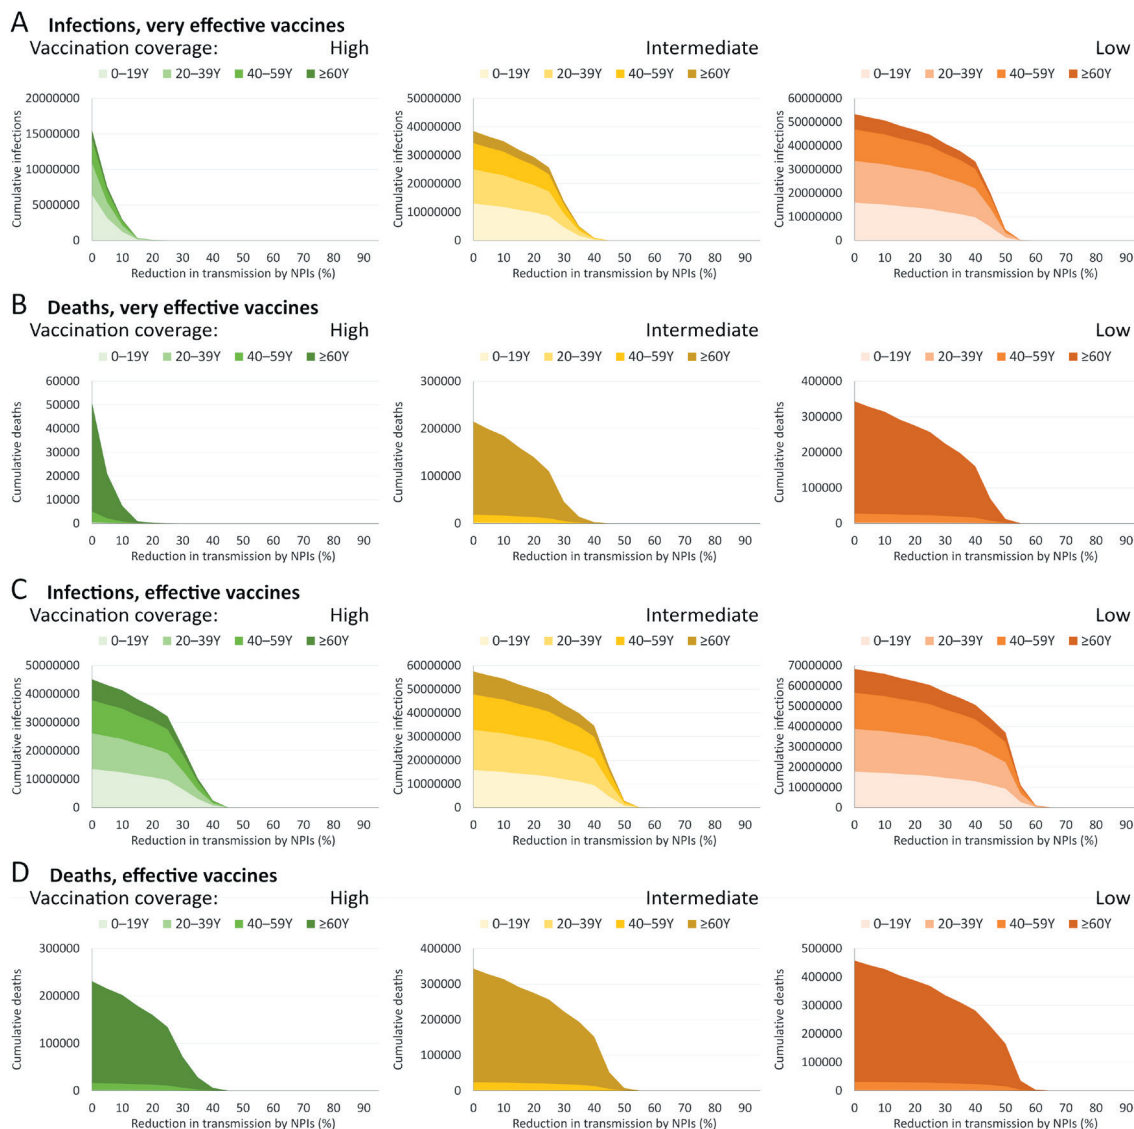 A Infections, very effective vaccines
Vaccination coverage: High Intermediate Low
0–19Y 20–39Y 40–59Y ≥60Y 0–19Y 20–39Y 40–59Y ≥60Y 0–19Y 20–39Y 40–59Y ≥60Y
Cumulative infections
20000000
15000000
10000000
5000000
0
0 10 20 30 40 50 60 70 80 90
Reduction in transmission by NPIs (%)
Cumulative infections
50000000
40000000
30000000
20000000
10000000
0
0 10 20 30 40 50 60 70 80 90
Reduction in transmission by NPIs (%)
Cumulative infections
60000000
50000000
40000000
30000000
20000000
10000000
0
0 10 20 30 40 50 60 70 80 90
Reduction in transmission by NPIs (%)
B Deaths, very effective vaccines
Vaccination coverage: High Intermediate Low
0–19Y 20–39Y 40–59Y ≥60Y 0–19Y 20–39Y 40–59Y ≥60Y 0–19Y 20–39Y 40–59Y ≥60Y
Cumulative deaths
60000
50000
40000
30000
20000
10000
0
0 10 20 30 40 50 60 70 80 90
Reduction in transmission by NPIs (%)
Cumulative deaths
300000
200000
100000
0
0 10 20 30 40 50 60 70 80 90
Reduction in transmission by NPIs (%)
Cumulative deaths
400000
300000
200000
100000
0
0 10 20 30 40 50 60 70 80 90
Reduction in transmission by NPIs (%)
C Infections, effective vaccines
Vaccination coverage: High Intermediate Low
0–19Y 20–39Y 40–59Y ≥60Y 0–19Y 20–39Y 40–59Y ≥60Y 0–19Y 20–39Y 40–59Y ≥60Y
Cumulative infections
50000000
40000000
30000000
20000000
10000000
0
0 10 20 30 40 50 60 70 80 90
Reduction in transmission by NPIs (%)
Cumulative infections
60000000
50000000
40000000
30000000
20000000
10000000
0
0 10 20 30 40 50 60 70 80 90
Reduction in transmission by NPIs (%)
Cumulative infections
70000000
60000000
50000000
40000000
30000000
20000000
10000000
0
0 10 20 30 40 50 60 70 80 90
Reduction in transmission by NPIs (%)
D Deaths, effective vaccines
Vaccination coverage: High Intermediate Low
0–19Y 20–39Y 40–59Y ≥60Y 0–19Y 20–39Y 40–59Y ≥60Y 0–19Y 20–39Y 40–59Y ≥60Y
Cumulative deaths
300000
200000
100000
0
0 10 20 30 40 50 60 70 80 90
Reduction in transmission by NPIs (%)
Cumulative deaths
400000
300000
200000
100000
0
0 10 20 30 40 50 60 70 80 90
Reduction in transmission by NPIs (%)
Cumulative deaths
500000
400000
300000
200000
100000
0
0 10 20 30 40 50 60 70 80 90
Reduction in transmission by NPIs (%)